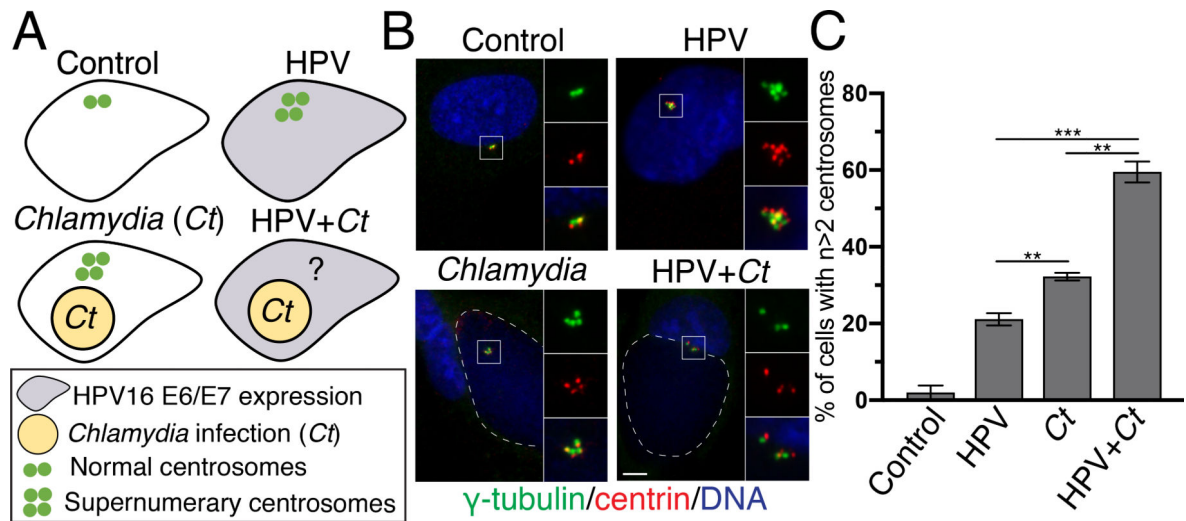 A
Control
HPV
Chlamydia (Ct)
HPV+Ct
Ct
Ct
?
HPV16 E6/E7 expression
Ct
Chlamydia infection (Ct)
Normal centrosomes
Supernumerary centrosomes
B
Control
HPV
Chlamydia
HPV+Ct
γ-tubulin/centrin/DNA
C
% of cells with n>2 centrosomes
80
60
40
20
0
***
**
**
Control
HPV
Ct
HPV+Ct